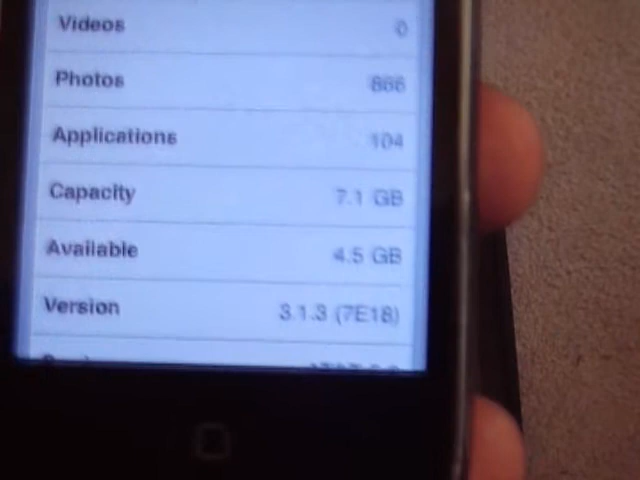 Videos 0
Photos 866
Applications 104
Capacity 7.1 GB
Available 4.5 GB
Version 3.1.3 (7E18)